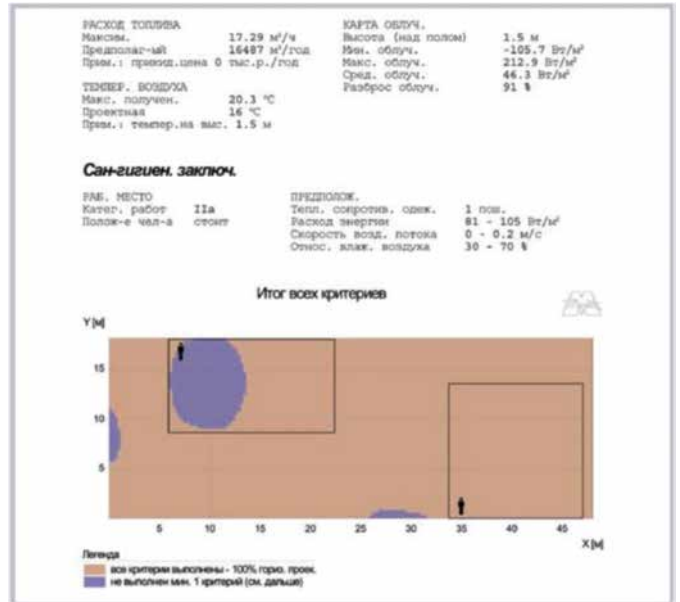 РАСХОД ТОПЛИВА
Максим. 17.29 м³/ч
Предполаг-ый 16487 м³/год
Прим.: привид.цена 0 тыс.р./год
ТЕМПЕР. ВОЗДУХА
Макс. получен. 20.3 °C
Проектная 16 °C
Прим.: темпер.на выс. 1.5 м
КАРТА ОБЛУЧ.
Высота (над полом) 1.5 м
Мин. облуч. -105.7 Вт/м²
Макс. облуч. 212.9 Вт/м²
Сред. облуч. 46.3 Вт/м²
Разброс облуч. 91 %
Сан-гигиен. заключ.
РАБ. МЕСТО
Катег. работ IIa
Полож-е чел-а стоит
ПРЕДПОЛОЖ.
Тепл. сопротив. одеж. 1
Расход энергии 81 - 105 Вт/м²
Скорость возд. потока 0 - 0.2 м/с
Относ. влаж. воздуха 30 - 70 %
Итог всех критериев
Y [м]
15
10
5
5 10 15 20 25 30 35 40 45
X [м]
Легенда
все критерии выполнены - 100% гориз. проек.
не выполнен мин. 1 критерий (см. дальше)